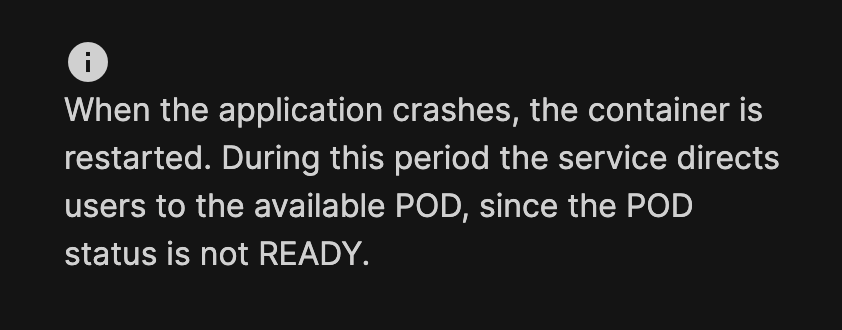 When the application crashes, the container is
restarted. During this period the service directs
users to the available POD, since the POD
status is not READY.